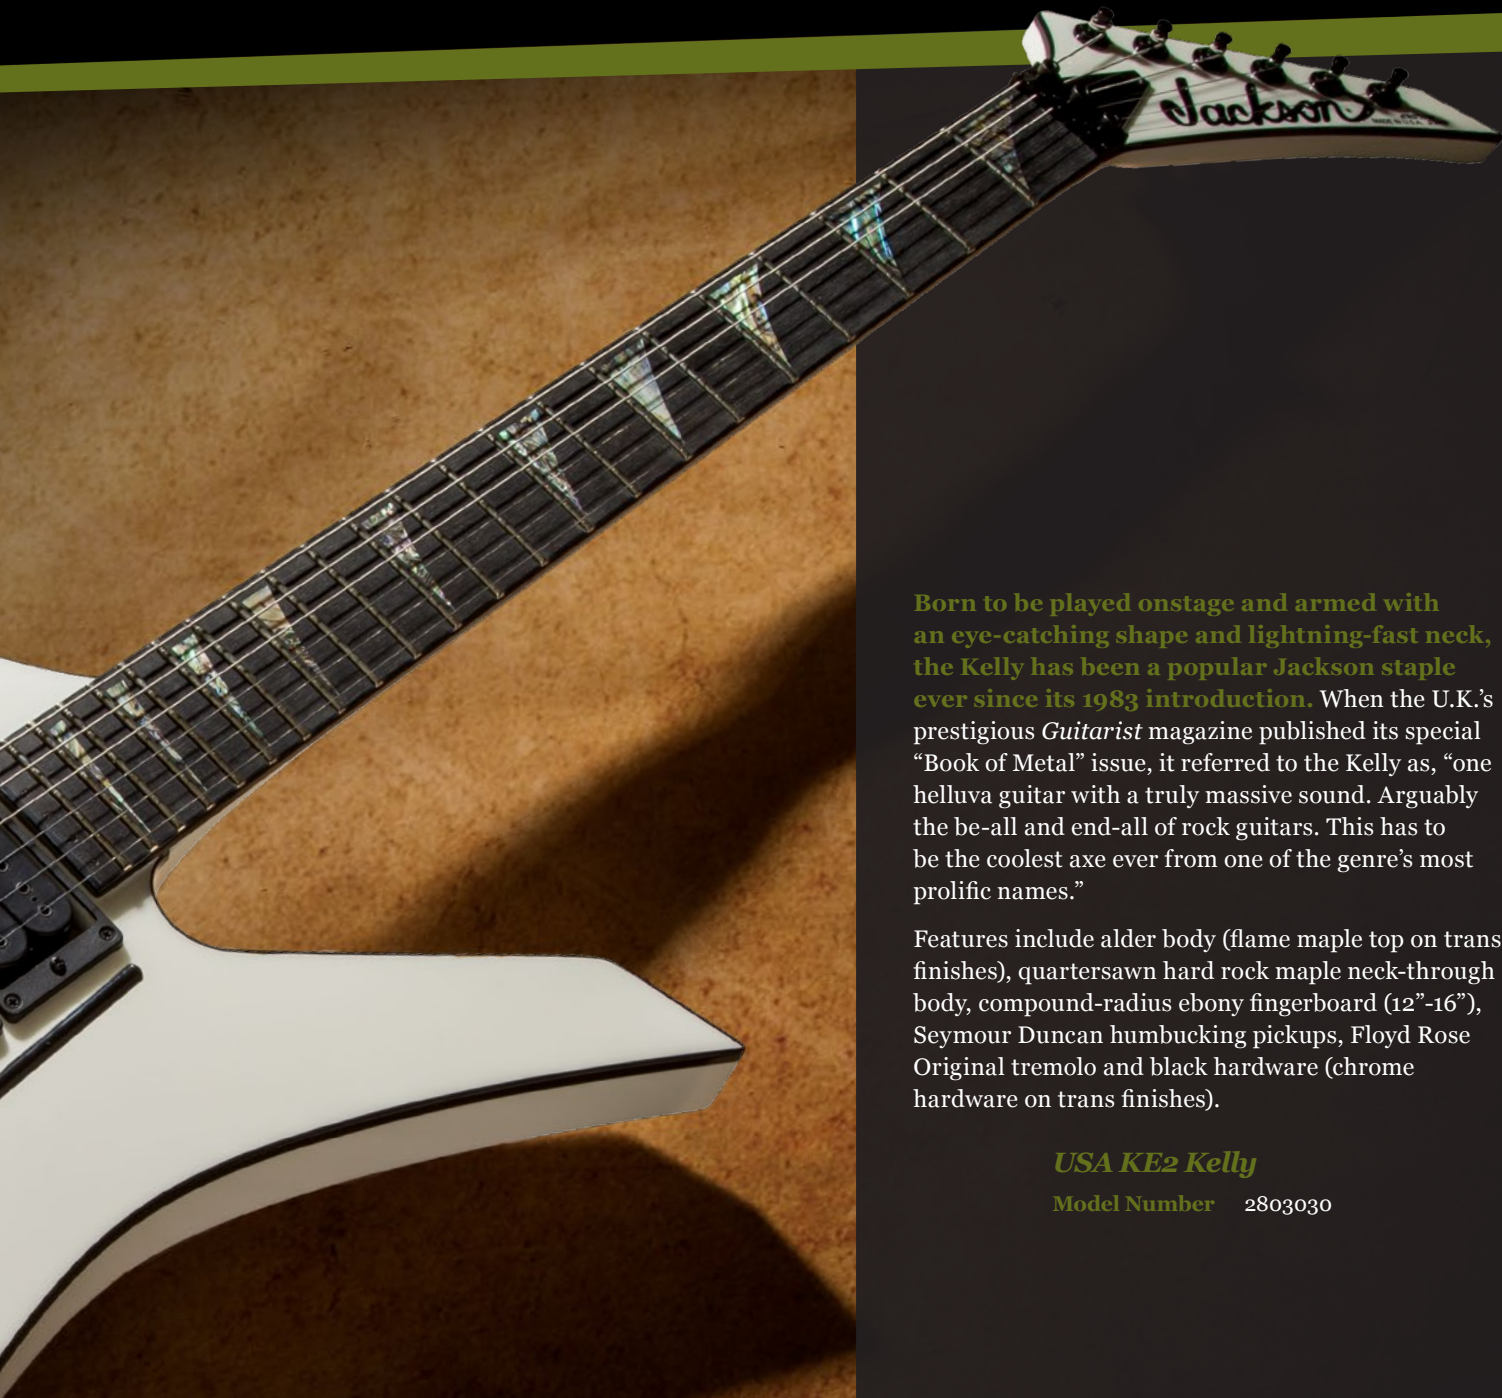 Jackson
Born to be played onstage and armed with
an eye-catching shape and lightning-fast neck,
the Kelly has been a popular Jackson staple
ever since its 1983 introduction. When the U.K.’s
prestigious Guitarist magazine published its special
“Book of Metal” issue, it referred to the Kelly as, “one
helluva guitar with a truly massive sound. Arguably
the be-all and end-all of rock guitars. This has to
be the coolest axe ever from one of the genre’s most
prolific names.”
Features include alder body (flame maple top on trans
finishes), quartersawn hard rock maple neck-through
body, compound-radius ebony fingerboard (12”-16”),
Seymour Duncan humbucking pickups, Floyd Rose
Original tremolo and black hardware (chrome
hardware on trans finishes).
USA KE2 Kelly
Model Number 2803030